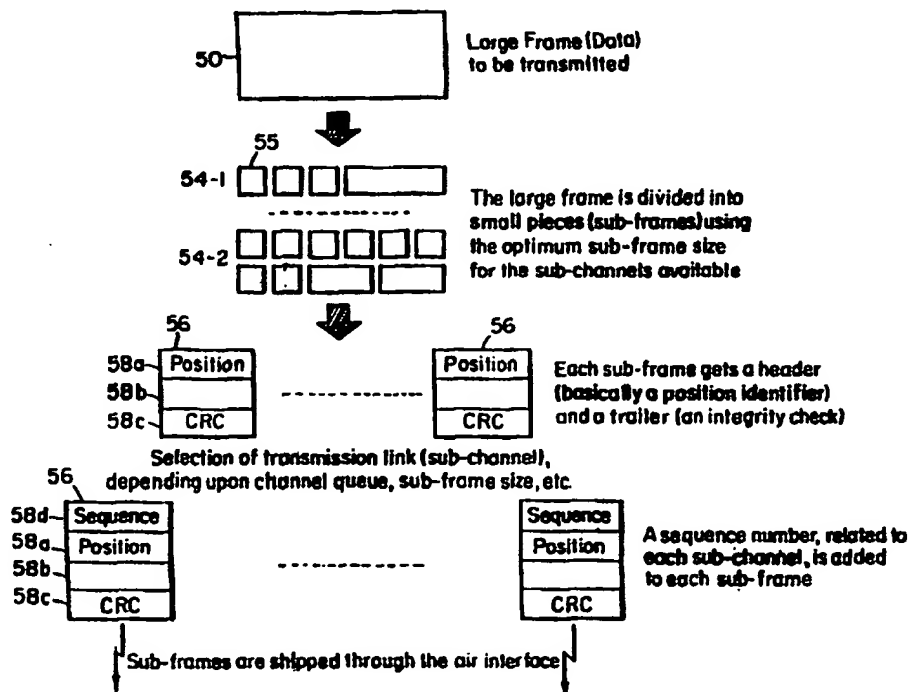 50
Large Frame (Data)
to be transmitted
55
54-1
54-2
The large frame is divided into
small pieces (sub-frames) using
the optimum sub-frame size
for the sub-channels available
56
56
58a
Position
58b
58c
CRC
Position
CRC
Each sub-frame gets a header
(basically a position identifier)
and a trailer (an integrity check)
Selection of transmission link (sub-channel),
depending upon channel queue, sub-frame size, etc.
56
58d
Sequence
58a
Position
58b
58c
CRC
Sequence
Position
CRC
A sequence number, related to
each sub-channel, is added
to each sub-frame
Sub-frames are shipped through the air interface